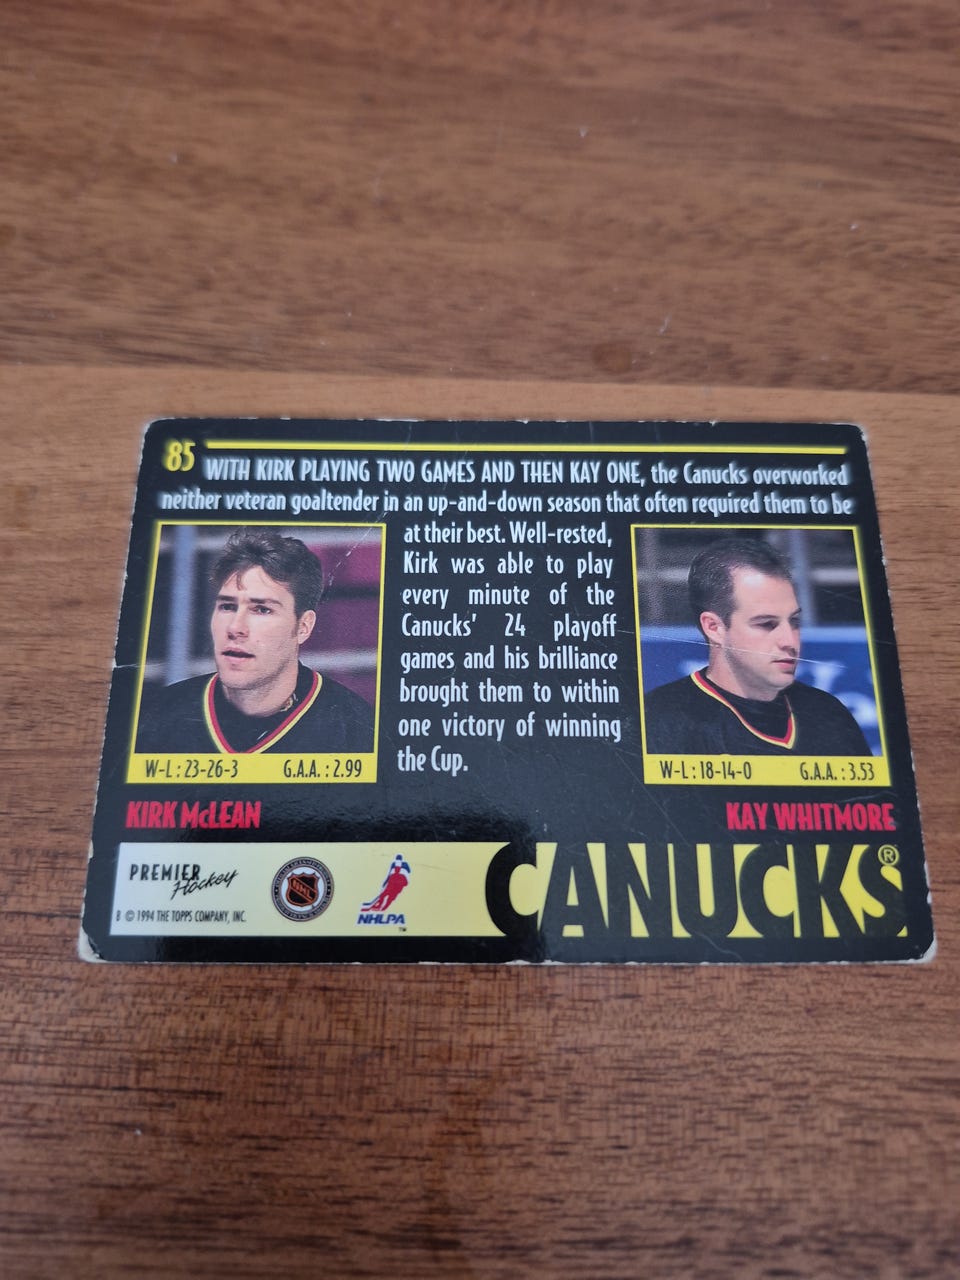 85
WITH KIRK PLAYING TWO GAMES AND THEN KAY ONE, the Canucks overworked
neither veteran goaltender in an up-and-down season that often required them to be
at their best. Well-rested,
Kirk was able to play
every minute of the
Canucks' 24 playoff
games and his brilliance
brought them to within
one victory of winning
the Cup.
W-L : 23-26-3 G.A.A. : 2.99
KIRK McLEAN
W-L : 18-14-0 G.A.A. : 3.53
KAY WHITMORE
PREMIER
Hockey
B © 1994 THE TOPPS COMPANY, INC.
NHL
NHLPA
™
CANUCKS®